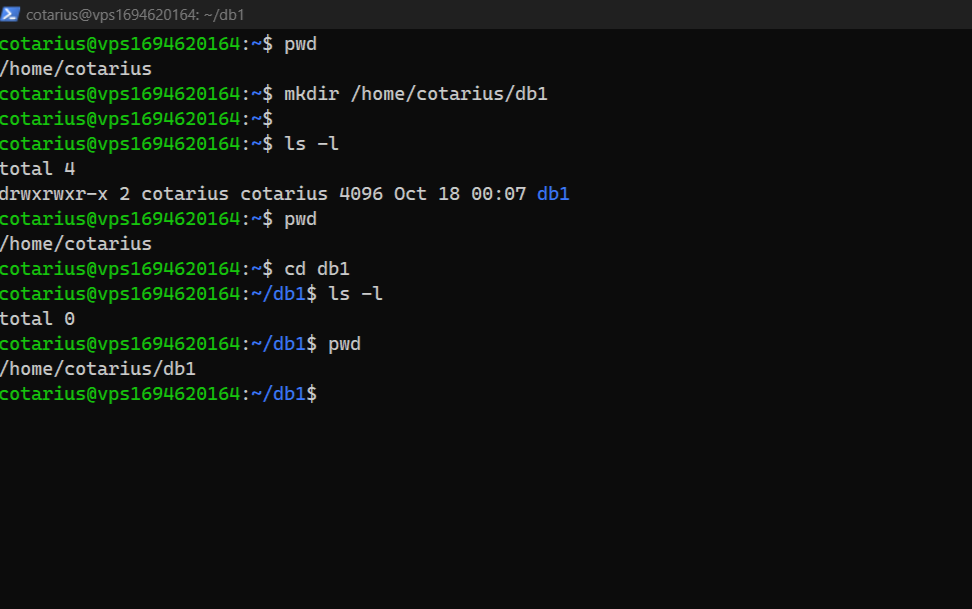 cotarius@vps1694620164: ~/db1
cotarius@vps1694620164:~$ pwd
/home/cotarius
cotarius@vps1694620164:~$ mkdir /home/cotarius/db1
cotarius@vps1694620164:~$
cotarius@vps1694620164:~$ ls -l
total 4
drwxrwxr-x 2 cotarius cotarius 4096 Oct 18 00:07 db1
cotarius@vps1694620164:~$ pwd
/home/cotarius
cotarius@vps1694620164:~$ cd db1
cotarius@vps1694620164:~/db1$ ls -l
total 0
cotarius@vps1694620164:~/db1$ pwd
/home/cotarius/db1
cotarius@vps1694620164:~/db1$